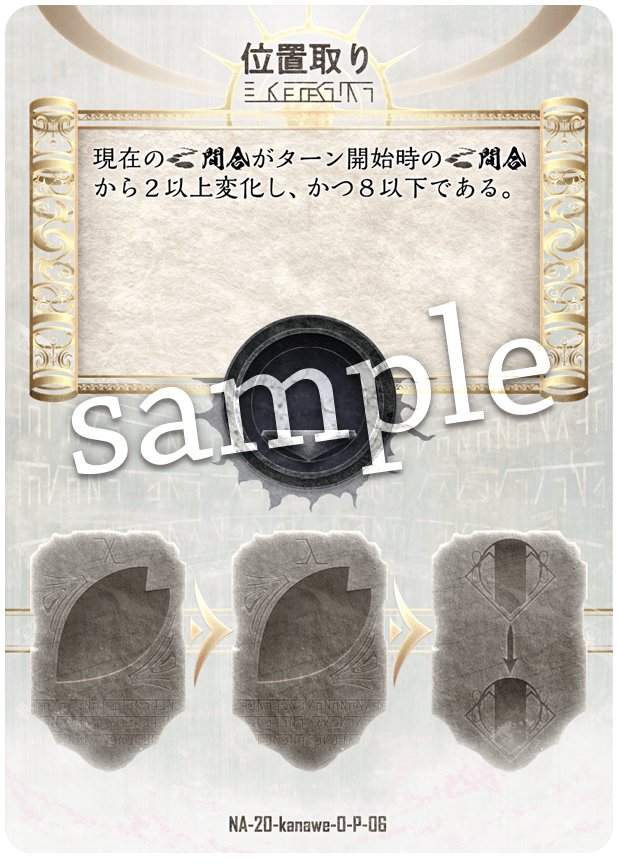 位置取り
現在の間合がターン開始時の間合
から２以上変化し、かつ８以下である。
sample
X
X
NA-20-kanawe-O-P-06